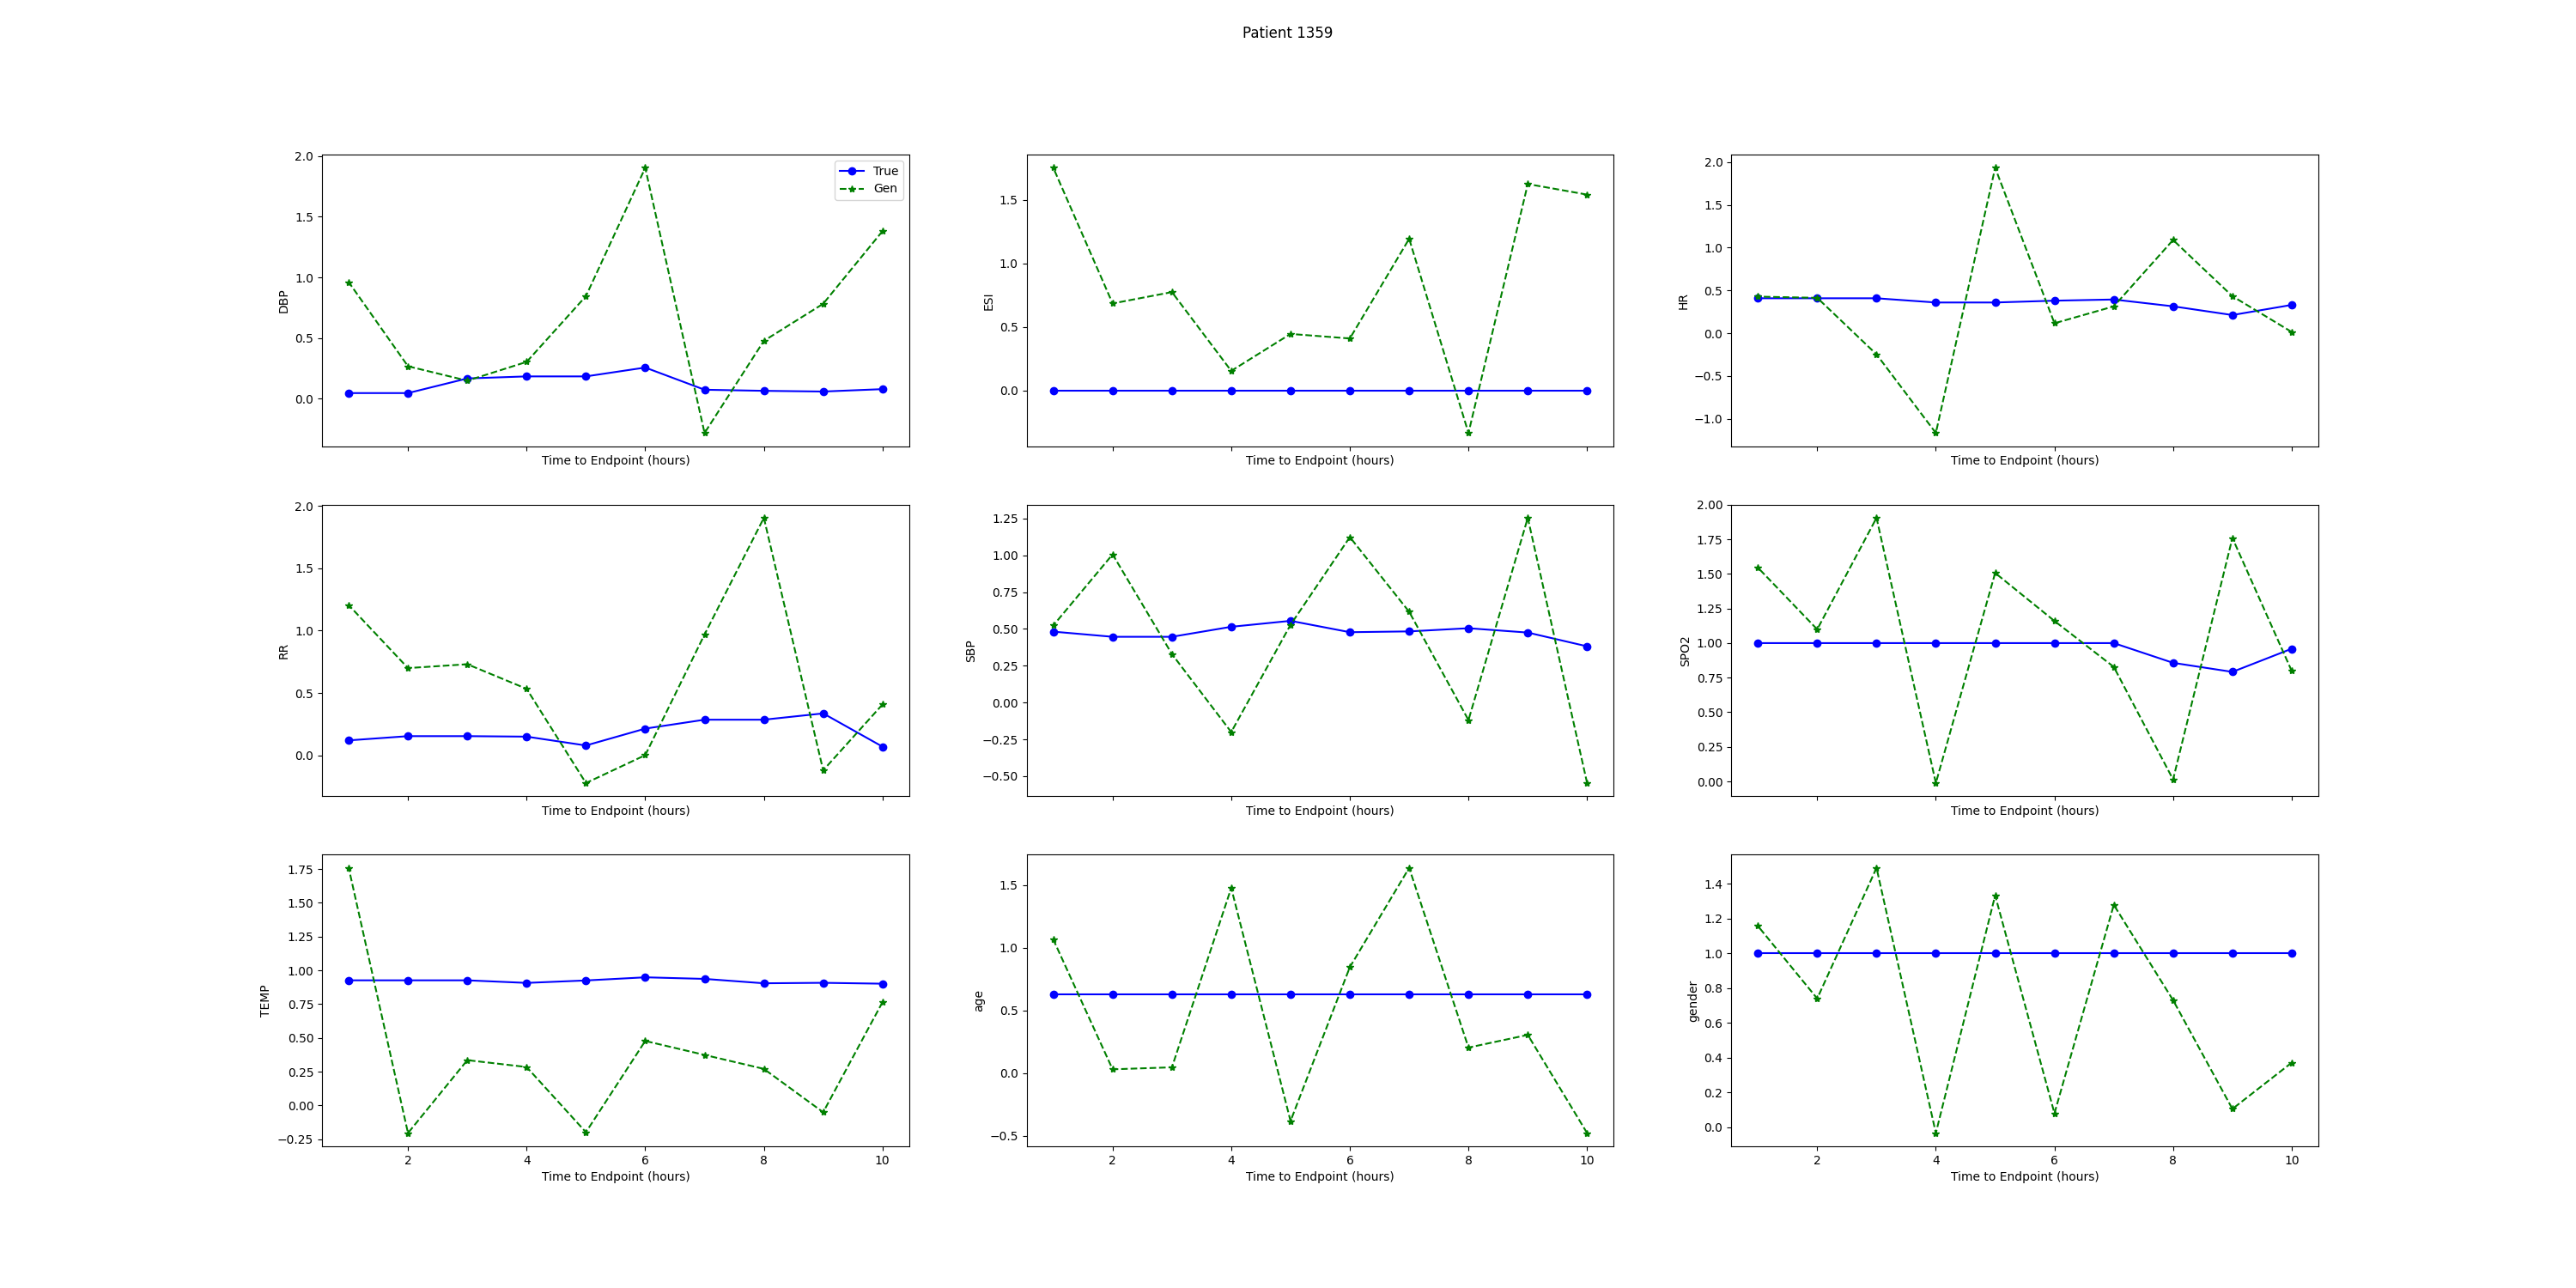 Patient 1359
2.0
1.5
1.0
0.5
0.0
DBP
True
Gen
Time to Endpoint (hours)
1.5
1.0
0.5
0.0
ESI
Time to Endpoint (hours)
2.0
1.5
1.0
0.5
0.0
−0.5
−1.0
HR
Time to Endpoint (hours)
2.0
1.5
1.0
0.5
0.0
RR
Time to Endpoint (hours)
1.25
1.00
0.75
0.50
0.25
0.00
−0.25
−0.50
SBP
Time to Endpoint (hours)
2.00
1.75
1.50
1.25
1.00
0.75
0.50
0.25
0.00
SPO2
Time to Endpoint (hours)
1.75
1.50
1.25
1.00
0.75
0.50
0.25
0.00
−0.25
TEMP
2 4 6 8 10
Time to Endpoint (hours)
1.5
1.0
0.5
0.0
−0.5
age
2 4 6 8 10
Time to Endpoint (hours)
1.4
1.2
1.0
0.8
0.6
0.4
0.2
0.0
gender
2 4 6 8 10
Time to Endpoint (hours)